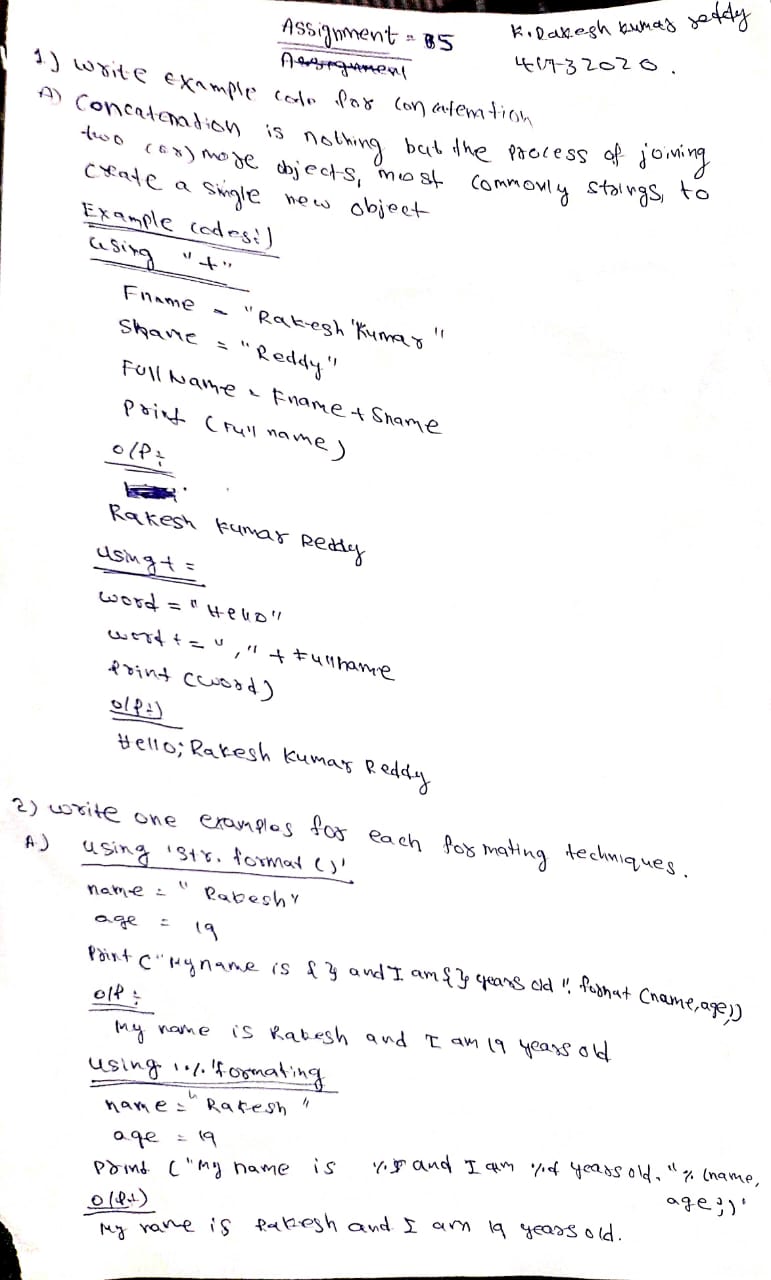 Assignment = 05
K. Rakesh kumar reddy
Assignment
1) Write example code for concatenation
A) Concatenation is nothing but the process of joining
two (or) more objects, most commonly strings, to
create a single new object
Example codes:)
using "+"
Fname = "Rakesh Kumar"
Sname = "Reddy"
Full Name = Fname + Sname
Print (Full name)
o/p:
Rakesh Kumar Reddy
using + =
word = "Hello"
word + = "," + Fullname
Print (word)
o/p:)
Hello; Rakesh Kumar Reddy
2) write one examples for each formating techniques.
A) using 'str. format ()'
name = "Rakesh"
age = 19
Print ("My name is {} and I am {} years old". format (name, age))
o/p:
My name is Rakesh and I am 19 years old
using '%' formating
name = "Rakesh"
age = 19
Print ("My name is %s and I am %d years old." % (name,
age))
o/p:)
My name is Rakesh and I am 19 years old.